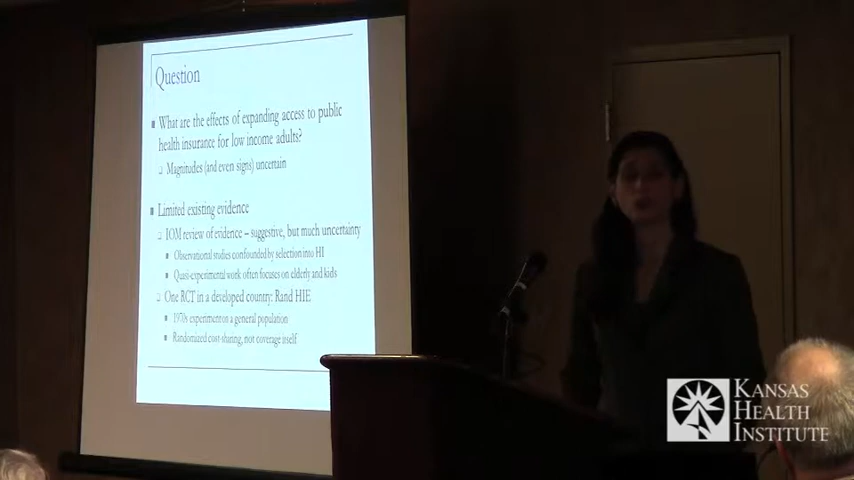 Question
What are the effects of expanding access to public
health insurance for low income adults?
Magnitudes (and even signs) uncertain
Limited existing evidence
IOM review of evidence – suggestive, but much uncertainty
Observational studies confounded by selection into HI
Quasi-experimental work often focuses on elderly and kids
One RCT in a developed country: Rand HIE
1970s experiment on a general population
Randomized cost-sharing, not coverage itself
KANSAS
HEALTH
INSTITUTE